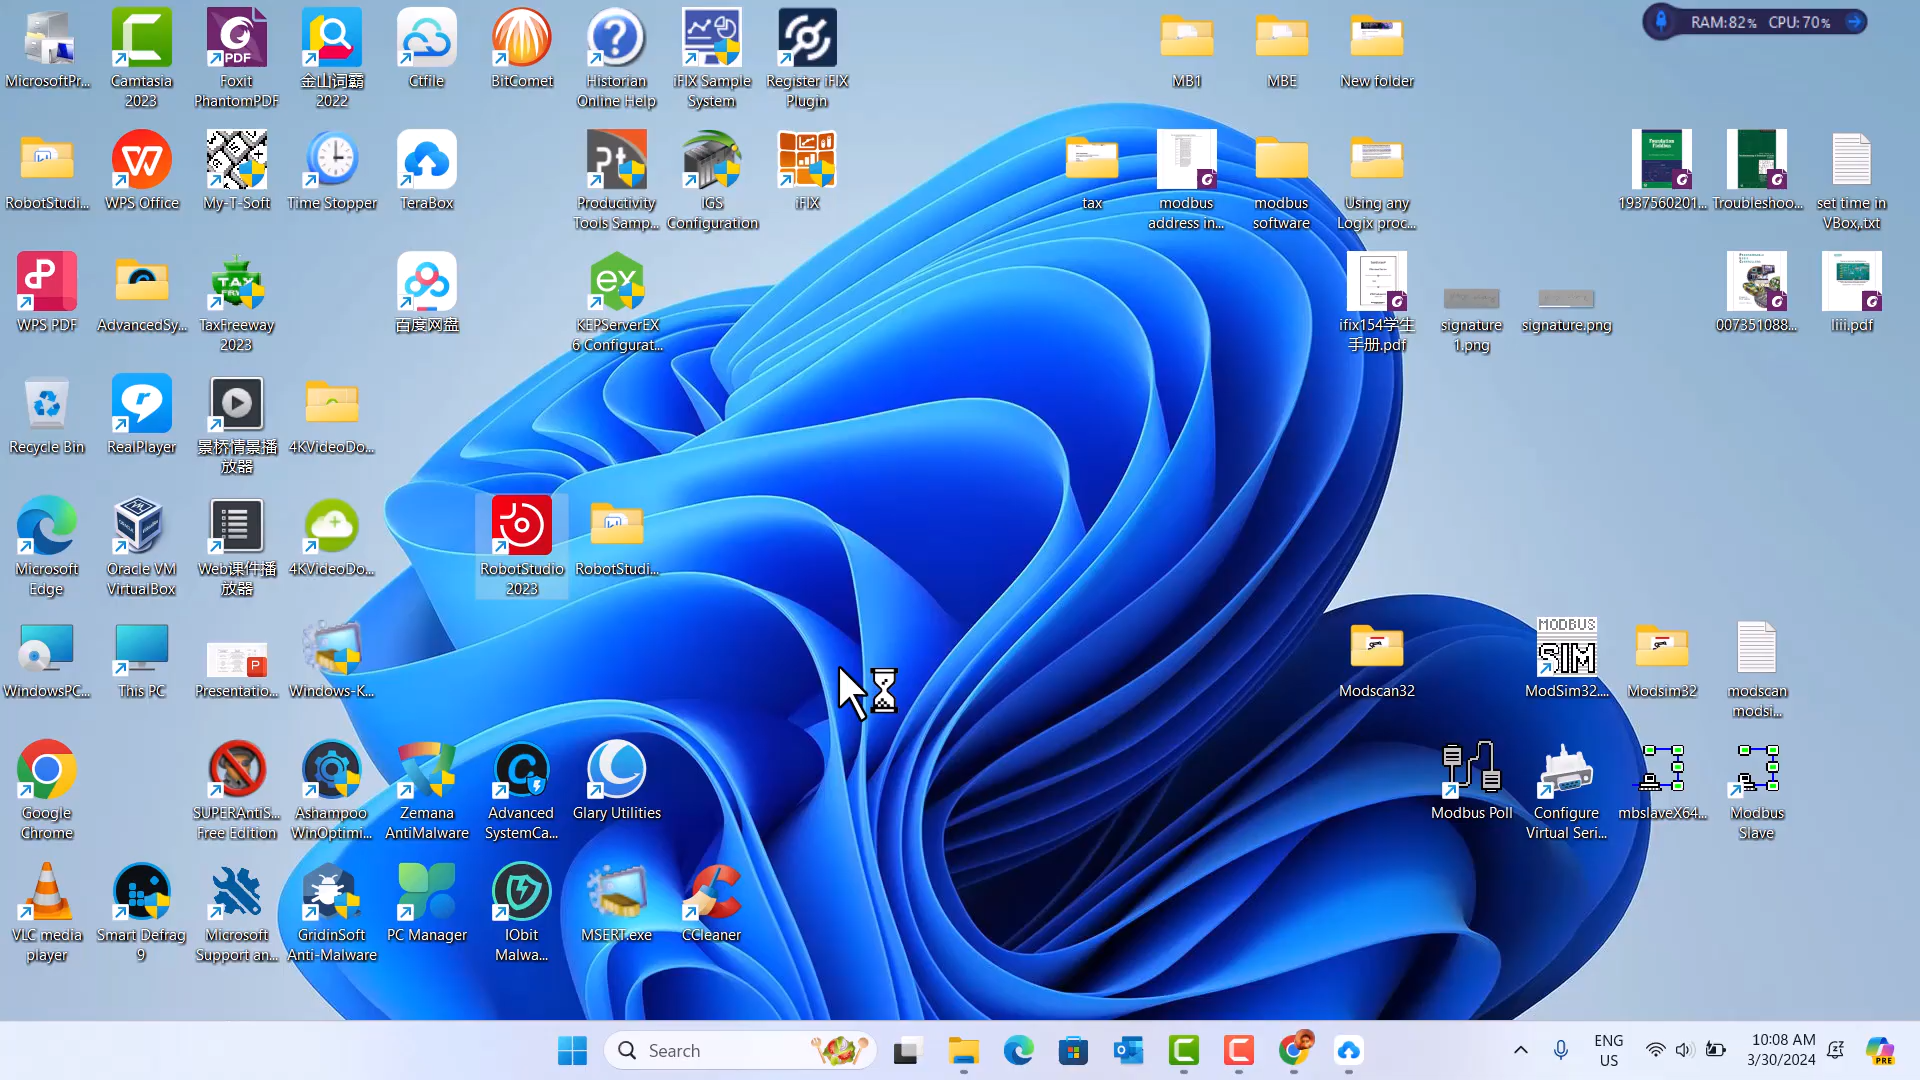 MicrosoftPr...
Camtasia
2023
Foxit
PhantomPDF
金山词霸
2022
Ctfile
BitComet
Historian
Online Help
iFIX Sample
System
Register iFIX
Plugin
MB1
MBE
New folder
RAM:82% CPU:70%
RobotStudi...
WPS Office
My-T-Soft
Time Stopper
TeraBox
Productivity
Tools Samp...
IGS
Configuration
iFIX
tax
modbus
address in...
modbus
software
Using any
Logix proc...
1937560201...
Troubleshoo...
set time in
VBox,.txt
WPS PDF
AdvancedSy...
TaxFreeway
2023
百度网盘
KEPServerEX
6 Configurat...
ifix154学生
手册.pdf
signature
1.png
signature.png
007351088...
liii.pdf
Recycle Bin
RealPlayer
景桥情景播
放器
4KVideoDo...
Microsoft
Edge
Oracle VM
VirtualBox
Web课件播
放器
4KVideoDo...
RobotStudio
2023
RobotStudi...
WindowsPC...
This PC
Presentatio...
Windows-K...
Modscan32
MODBUS
SIM
ModSim32....
Modsim32
modscan
modsi...
Google
Chrome
SUPERAntiS...
Free Edition
Ashampoo
WinOptimi...
Zemana
AntiMalware
Advanced
SystemCa...
Glary Utilities
Modbus Poll
Configure
Virtual Seri...
mbslaveX64...
Modbus
Slave
VLC media
player
Smart Defrag
9
Microsoft
Support an...
GridinSoft
Anti-Malware
PC Manager
IObit
Malwa...
MSERT.exe
CCleaner
Search
ENG
US
10:08 AM
3/30/2024
PRE